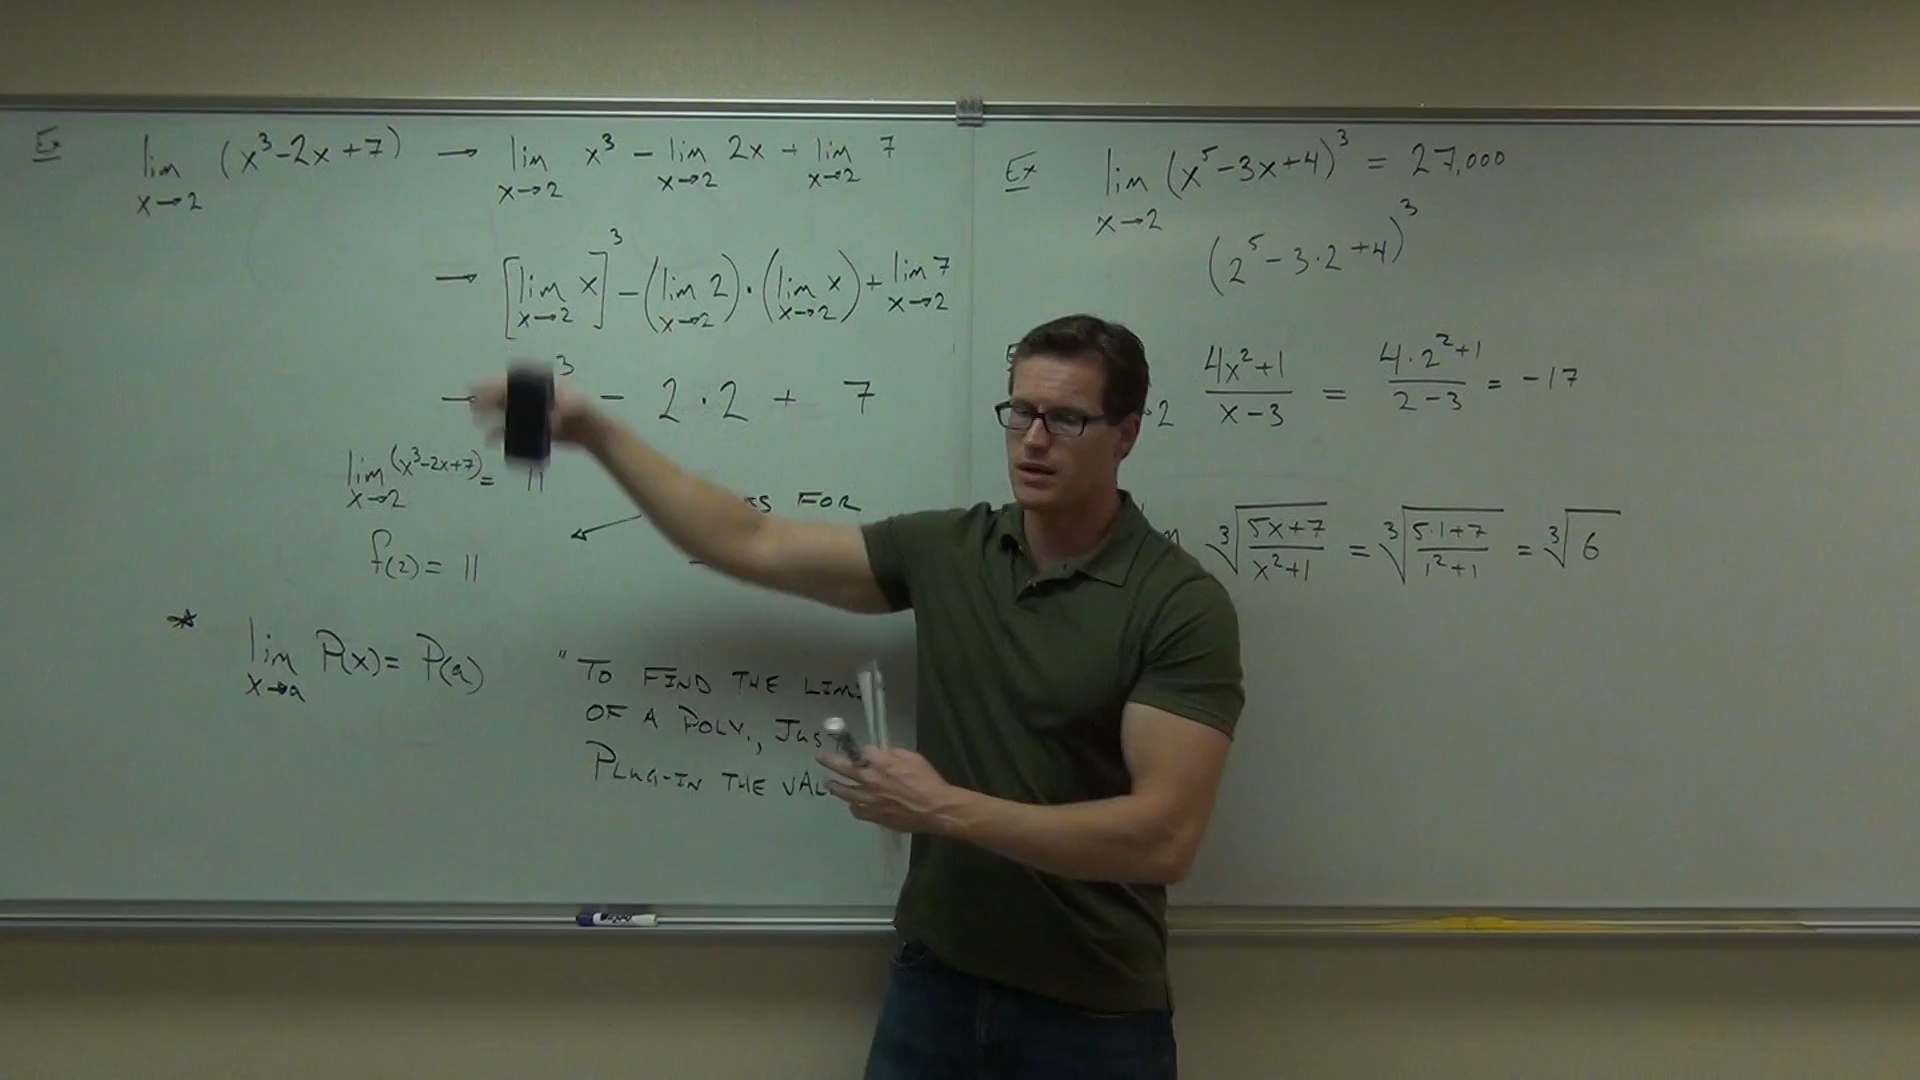 Ex lim x→2 (x³-2x+7) → lim x→2 x³ - lim x→2 2x + lim x→2 7
→ [lim x→2 x]³ - (lim x→2 2)·(lim x→2 x) + lim x→2 7
→ ³ - 2·2 + 7
lim x→2 (x³-2x+7) = 11
FOR
f(2) = 11
* lim x→a P(x) = P(a)
"TO FIND THE
OF A POLY.,
PLUG-IN THE
Ex lim x→2 (x⁵-3x+4)³ = 27,000
(2⁵-3·2+4)³
2 (4x²+1)/(x-3) = (4·2²+1)/(2-3) = -17
∛((5x+7)/(x²+1)) = ∛((5·1+7)/(1²+1)) = ∛6